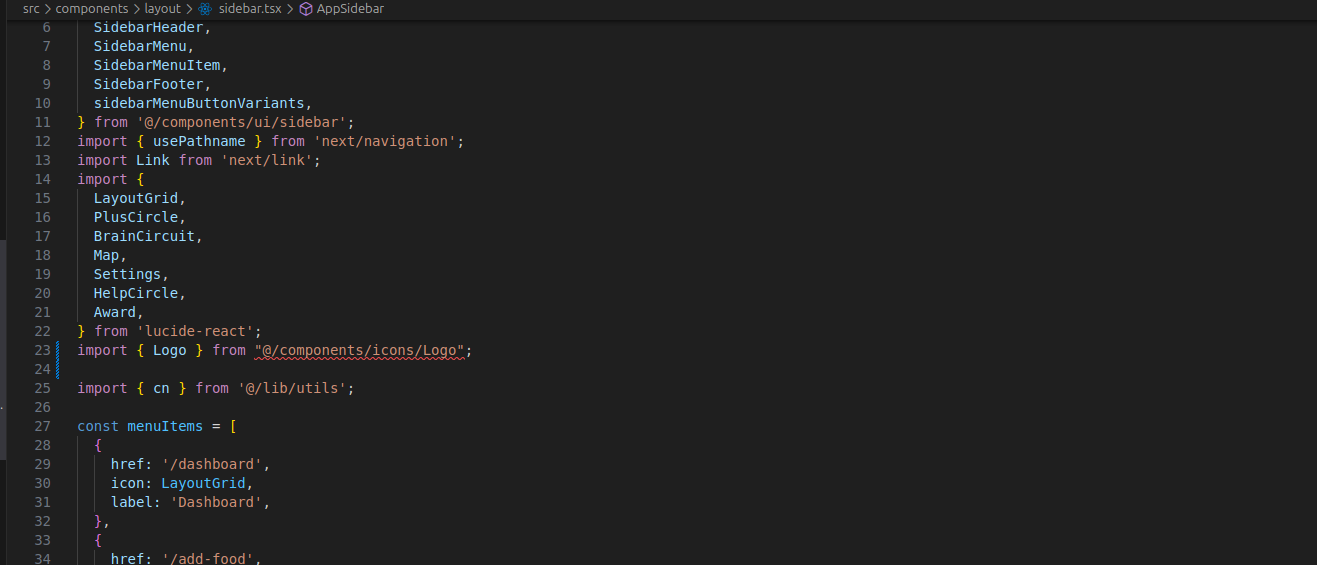 src > components > layout > sidebar.tsx > AppSidebar
6 SidebarHeader,
7 SidebarMenu,
8 SidebarMenuItem,
9 SidebarFooter,
10 sidebarMenuButtonVariants,
11 } from '@/components/ui/sidebar';
12 import { usePathname } from 'next/navigation';
13 import Link from 'next/link';
14 import {
15 LayoutGrid,
16 PlusCircle,
17 BrainCircuit,
18 Map,
19 Settings,
20 HelpCircle,
21 Award,
22 } from 'lucide-react';
23 import { Logo } from "@/components/icons/Logo";
24
25 import { cn } from '@/lib/utils';
26
27 const menuItems = [
28 {
29 href: '/dashboard',
30 icon: LayoutGrid,
31 label: 'Dashboard',
32 },
33 {
34 href: '/add-food',